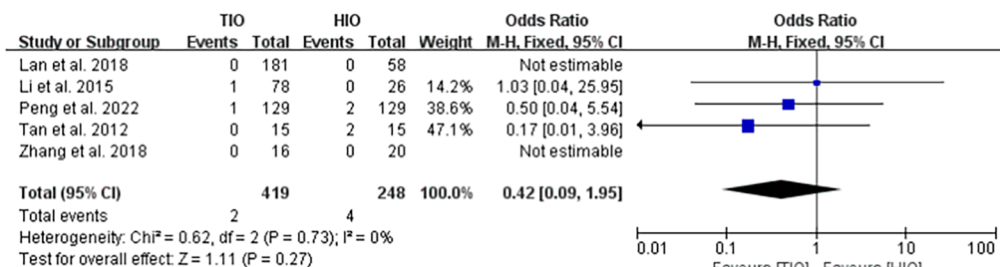 TIO HIO Odds Ratio Odds Ratio
Study or Subgroup Events Total Events Total Weight M-H, Fixed, 95% CI M-H, Fixed, 95% CI
Lan et al. 2018 0 181 0 58 Not estimable
Li et al. 2015 1 78 0 26 14.2% 1.03 [0.04, 25.95]
Peng et al. 2022 1 129 2 129 38.6% 0.50 [0.04, 5.54]
Tan et al. 2012 0 15 2 15 47.1% 0.17 [0.01, 3.96]
Zhang et al. 2018 0 16 0 20 Not estimable
Total (95% CI) 419 248 100.0% 0.42 [0.09, 1.95]
Total events 2 4
Heterogeneity: Chi² = 0.62, df = 2 (P = 0.73); I² = 0%
Test for overall effect: Z = 1.11 (P = 0.27)
0.01 0.1 1 10 100
Favours [TIO] Favours [HIO]